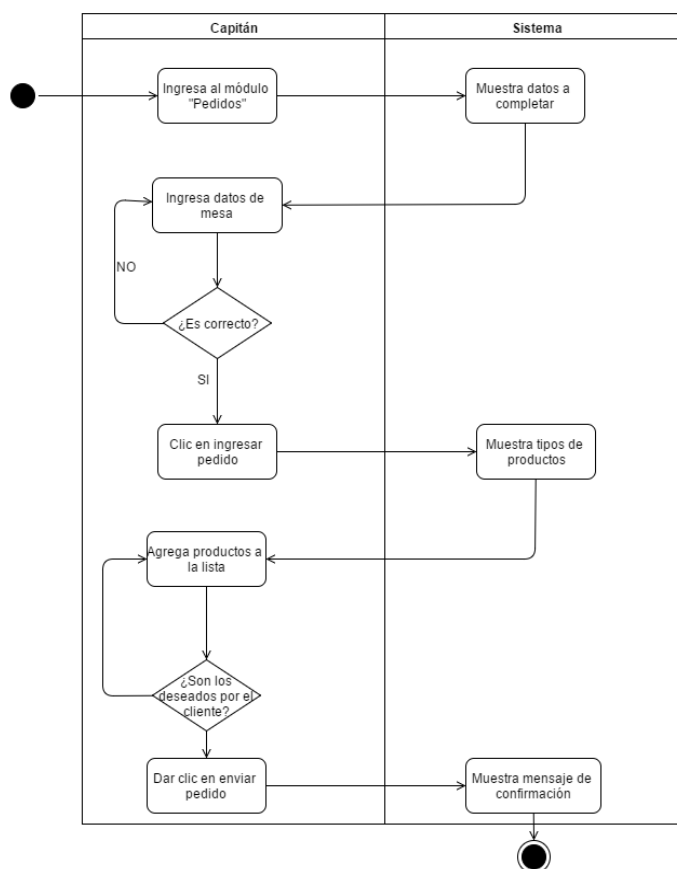 Capitán
Sistema
Ingresa al módulo
"Pedidos"
Muestra datos a
completar
Ingresa datos de
mesa
NO
¿Es correcto?
SI
Clic en ingresar
pedido
Muestra tipos de
productos
Agrega productos a
la lista
¿Son los
deseados por el
cliente?
Dar clic en enviar
pedido
Muestra mensaje de
confirmación